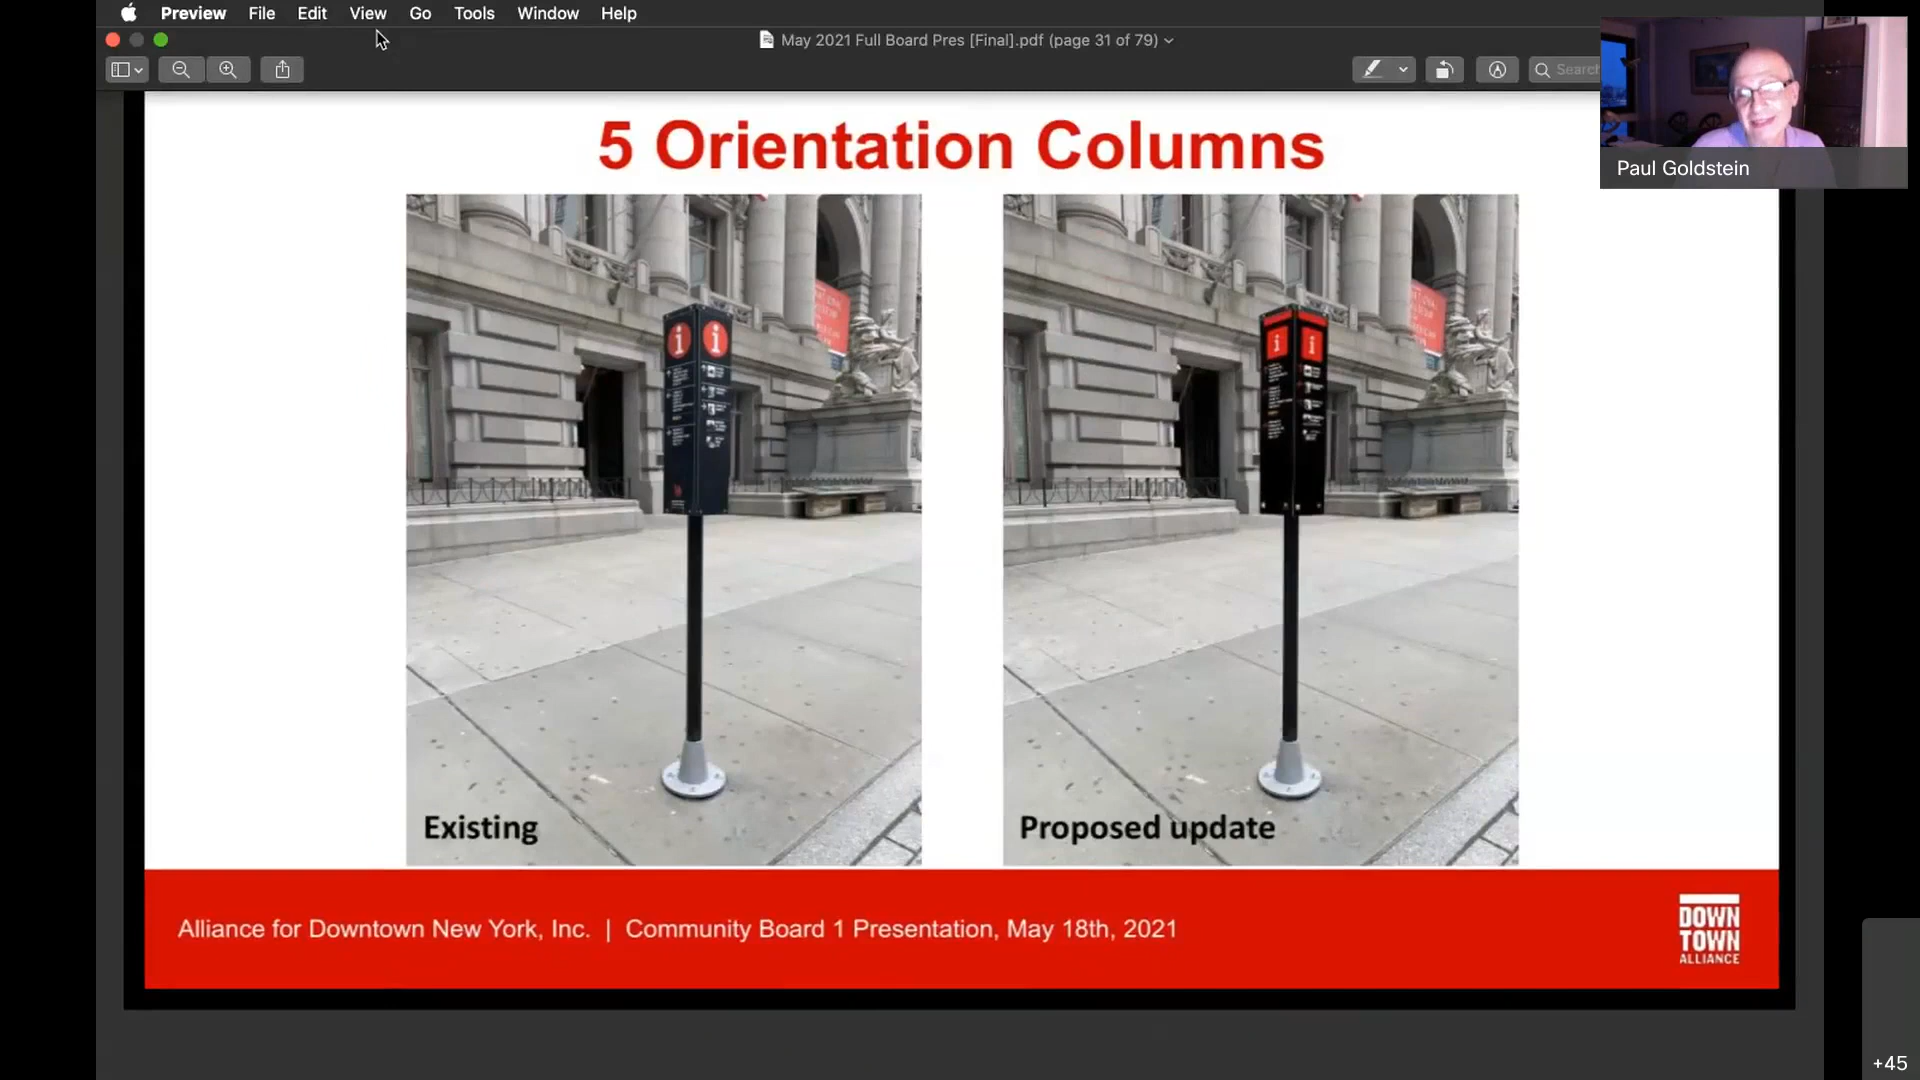 Preview File Edit View Go Tools Window Help
May 2021 Full Board Pres [Final].pdf (page 31 of 79)
Search
Paul Goldstein
5 Orientation Columns
i i
i i
Existing
Proposed update
Alliance for Downtown New York, Inc. | Community Board 1 Presentation, May 18th, 2021
DOWN
TOWN
ALLIANCE
+45